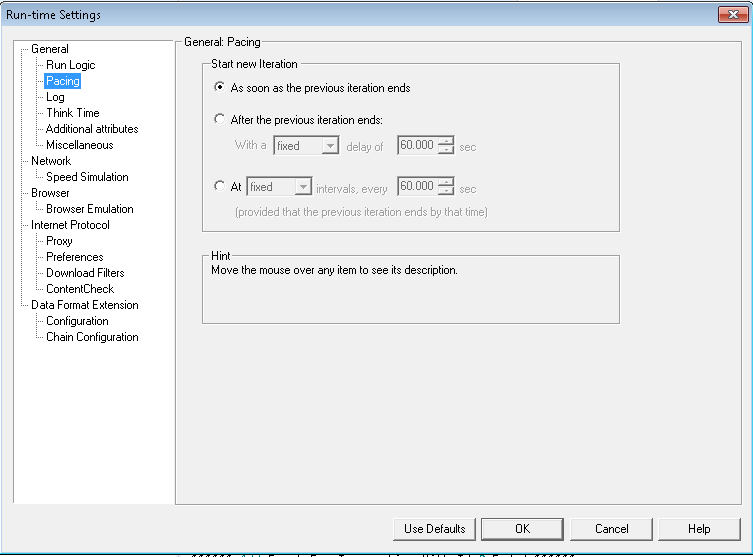 Run-time Settings
General
Run Logic
Pacing
Log
Think Time
Additional attributes
Miscellaneous
Network
Speed Simulation
Browser
Browser Emulation
Internet Protocol
Proxy
Preferences
Download Filters
ContentCheck
Data Format Extension
Configuration
Chain Configuration
General: Pacing
Start new Iteration
As soon as the previous iteration ends
After the previous iteration ends:
With a fixed delay of 60.000 sec
At fixed intervals, every 60.000 sec
(provided that the previous iteration ends by that time)
Hint
Move the mouse over any item to see its description.
Use Defaults OK Cancel Help